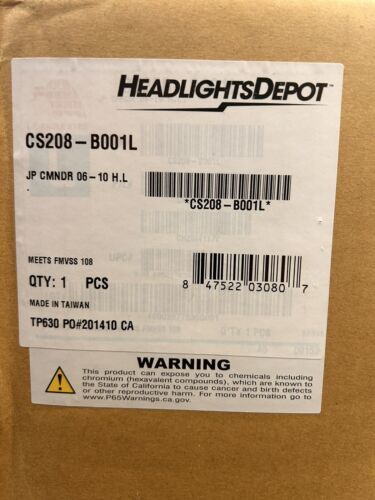 HEADLIGHTSDEPOT™
CS208-B001L
JP CMNDR 06-10 H.L
*CS208-B001L*
MEETS FMVSS 108
QTY: 1 PCS
8 47522 03080 7
MADE IN TAIWAN
TP630 PO#201410 CA
WARNING
This product can expose you to chemicals including
chromium (hexavalent compounds), which are known to
the State of California to cause cancer and birth defects
or other reproductive harm. For more information go to
www.P65Warnings.ca.gov.